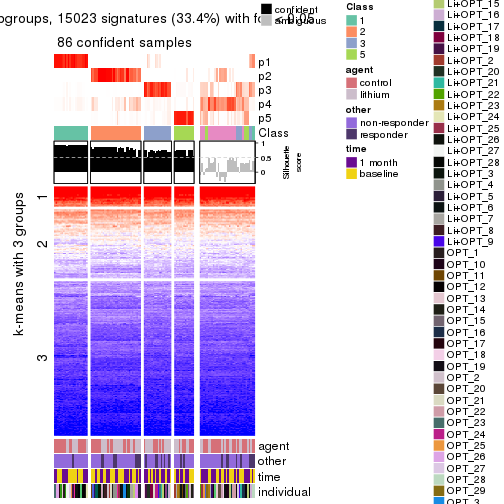 ogroups, 15023 signatures (33.4%) with
86 confident samples
p1
p2
p3
p4
p5
Class
1
0.5
0
Silhouette
score
k-means with 3 groups
1
2
3
agent
other
time
individual
confident
ambiguous
Class
1
2
3
5
agent
control
lithium
other
non-responder
responder
time
1 month
baseline
Li+OPT_15
Li+OPT_16
Li+OPT_17
Li+OPT_18
Li+OPT_19
Li+OPT_2
Li+OPT_20
Li+OPT_21
Li+OPT_22
Li+OPT_23
Li+OPT_24
Li+OPT_25
Li+OPT_26
Li+OPT_27
Li+OPT_28
Li+OPT_3
Li+OPT_4
Li+OPT_5
Li+OPT_6
Li+OPT_7
Li+OPT_8
Li+OPT_9
OPT_1
OPT_10
OPT_11
OPT_12
OPT_13
OPT_14
OPT_15
OPT_16
OPT_17
OPT_18
OPT_19
OPT_2
OPT_20
OPT_21
OPT_22
OPT_23
OPT_24
OPT_25
OPT_26
OPT_27
OPT_28
OPT_29